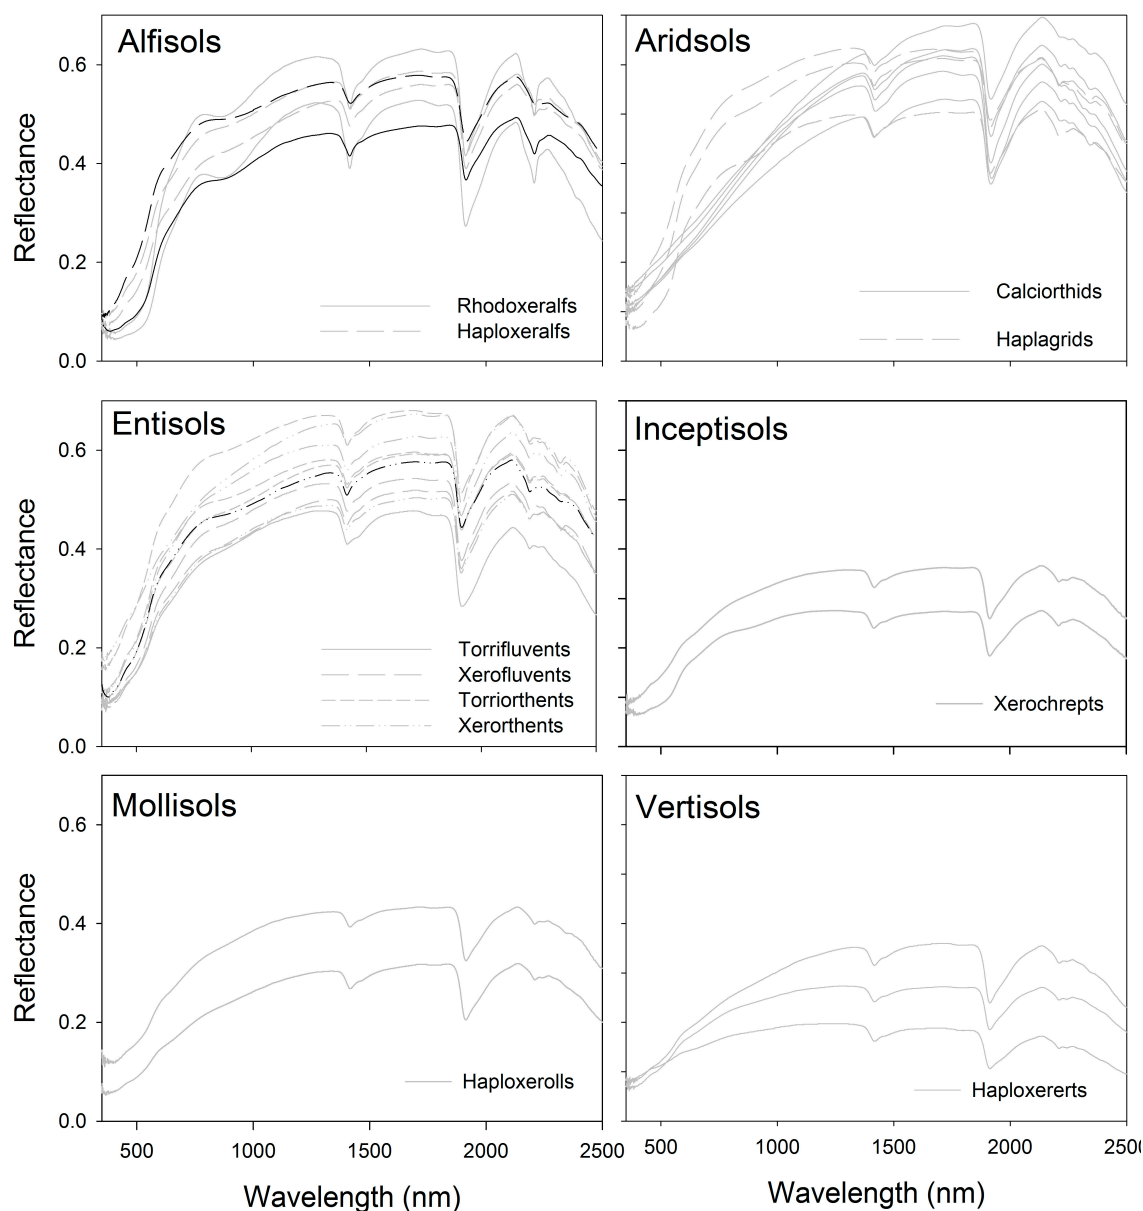 Alfisols
Aridsols
0.6
0.4
0.2
0.0
Reflectance
Rhodoxeralfs
Haploxeralfs
Calciorthids
Haplagrids
Entisols
Inceptisols
0.6
0.4
0.2
0.0
Reflectance
Torrifluvents
Xerofluvents
Torriorthents
Xerorthents
Xerochrepts
Mollisols
Vertisols
0.6
0.4
0.2
0.0
Reflectance
Haploxerolls
Haploxererts
500 1000 1500 2000 2500
500 1000 1500 2000 250
Wavelength (nm)
Wavelength (nm)